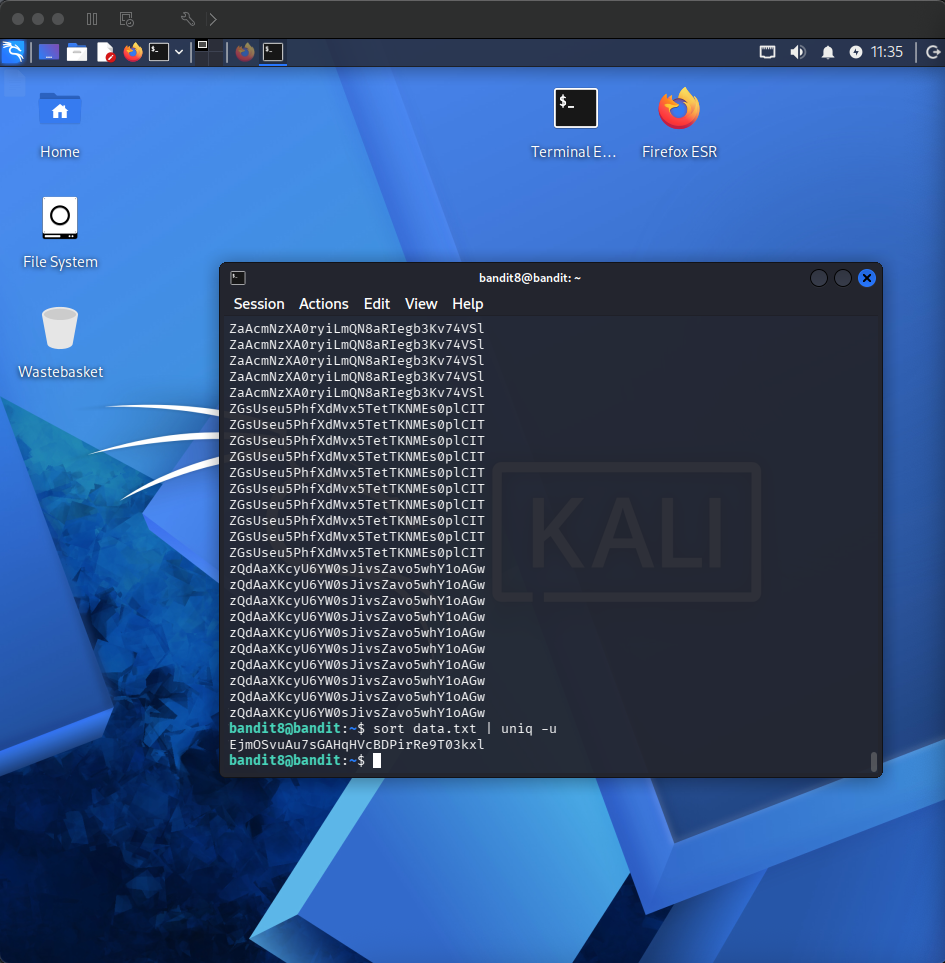 11:35
Home
Terminal E...
Firefox ESR
File System
Wastebasket
bandit8@bandit: ~
Session Actions Edit View Help
ZaAcmNzXA0ryiLmQN8aRIegb3Kv74VSl
ZaAcmNzXA0ryiLmQN8aRIegb3Kv74VSl
ZaAcmNzXA0ryiLmQN8aRIegb3Kv74VSl
ZaAcmNzXA0ryiLmQN8aRIegb3Kv74VSl
ZaAcmNzXA0ryiLmQN8aRIegb3Kv74VSl
ZGsUseu5PhfXdMvx5TetTKNMEs0plCIT
ZGsUseu5PhfXdMvx5TetTKNMEs0plCIT
ZGsUseu5PhfXdMvx5TetTKNMEs0plCIT
ZGsUseu5PhfXdMvx5TetTKNMEs0plCIT
ZGsUseu5PhfXdMvx5TetTKNMEs0plCIT
ZGsUseu5PhfXdMvx5TetTKNMEs0plCIT
ZGsUseu5PhfXdMvx5TetTKNMEs0plCIT
ZGsUseu5PhfXdMvx5TetTKNMEs0plCIT
ZGsUseu5PhfXdMvx5TetTKNMEs0plCIT
ZGsUseu5PhfXdMvx5TetTKNMEs0plCIT
zQdAaXKcyU6YW0sJivsZavo5whY1oAGw
zQdAaXKcyU6YW0sJivsZavo5whY1oAGw
zQdAaXKcyU6YW0sJivsZavo5whY1oAGw
zQdAaXKcyU6YW0sJivsZavo5whY1oAGw
zQdAaXKcyU6YW0sJivsZavo5whY1oAGw
zQdAaXKcyU6YW0sJivsZavo5whY1oAGw
zQdAaXKcyU6YW0sJivsZavo5whY1oAGw
zQdAaXKcyU6YW0sJivsZavo5whY1oAGw
zQdAaXKcyU6YW0sJivsZavo5whY1oAGw
zQdAaXKcyU6YW0sJivsZavo5whY1oAGw
bandit8@bandit:~$ sort data.txt | uniq -u
EjmOSvuAu7sGAHqHVcBDPirRe9T03kxl
bandit8@bandit:~$
KALI